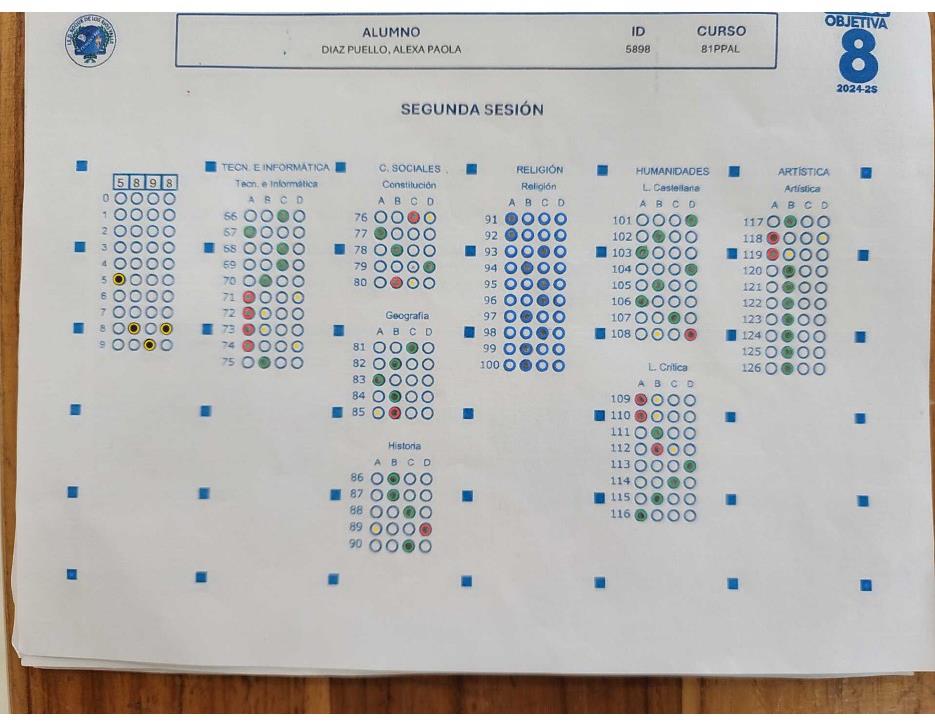 ALUMNO
DIAZ PUELLO, ALEXA PAOLA
ID
5898
CURSO
81PPAL
OBJETIVA
8
2024-2S
SEGUNDA SESIÓN
5 8 9 8
0
1
2
3
4
5
6
7
8
9
TECN. E INFORMÁTICA
Tecn. e Informática
A B C D
66
67
68
69
70
71
72
73
74
75
C. SOCIALES
Constitución
A B C D
76
77
78
79
80
Geografía
A B C D
81
82
83
84
85
Historia
A B C D
86
87
88
89
90
RELIGIÓN
Religión
A B C D
91
92
93
94
95
96
97
98
99
100
HUMANIDADES
L. Castellana
A B C D
101
102
103
104
105
106
107
108
L. Crítica
A B C D
109
110
111
112
113
114
115
116
ARTÍSTICA
Artística
A B C D
117
118
119
120
121
122
123
124
125
126